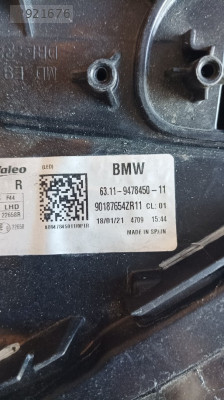 921676
Valeo
BMW
R
63.11-9478450-11
LHD
90187654ZR11 CL: 01
18/01/21 4709 15:44
MADE IN SPAIN